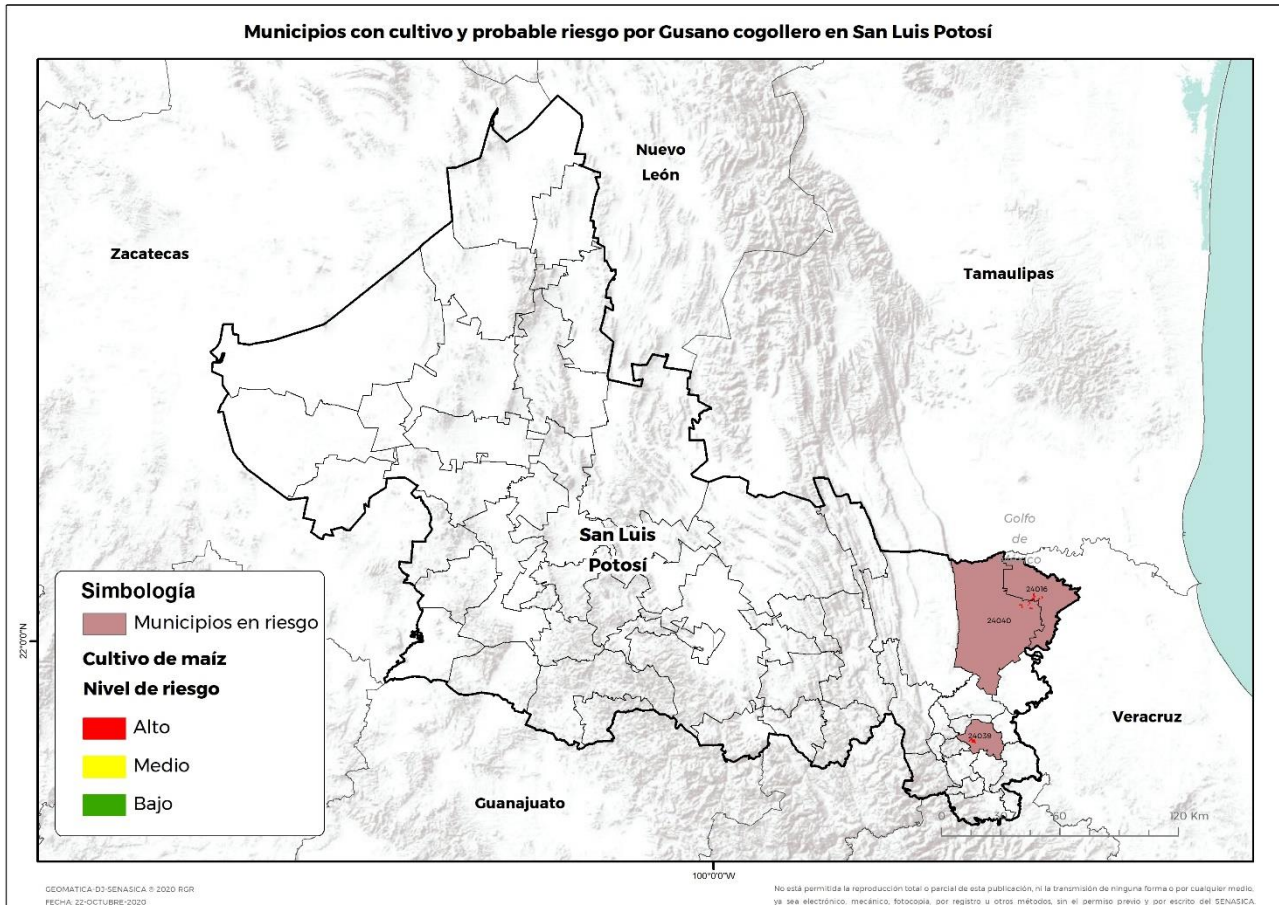 Municipios con cultivo y probable riesgo por Gusano cogollero en San Luis Potosí
Nuevo
León
Zacatecas
Tamaulipas
Golfo
de
San Luis
Potosí
24016
24040
22°0'0"N
Simbología
Municipios en riesgo
Cultivo de maíz
Nivel de riesgo
Alto
Medio
Bajo
Veracruz
24039
Guanajuato
0
60
120 Km
100°0'0"W
GEOMATICA-DJ-SENASICA ® 2020 RGR
FECHA: 22-OCTUBRE-2020
No está permitida la reproducción total o parcial de esta publicación, ni la transmisión de ninguna forma o por cualquier medio,
ya sea electrónico, mecánico, fotocopia, por registro u otros métodos, sin el permiso previo y por escrito del SENASICA.